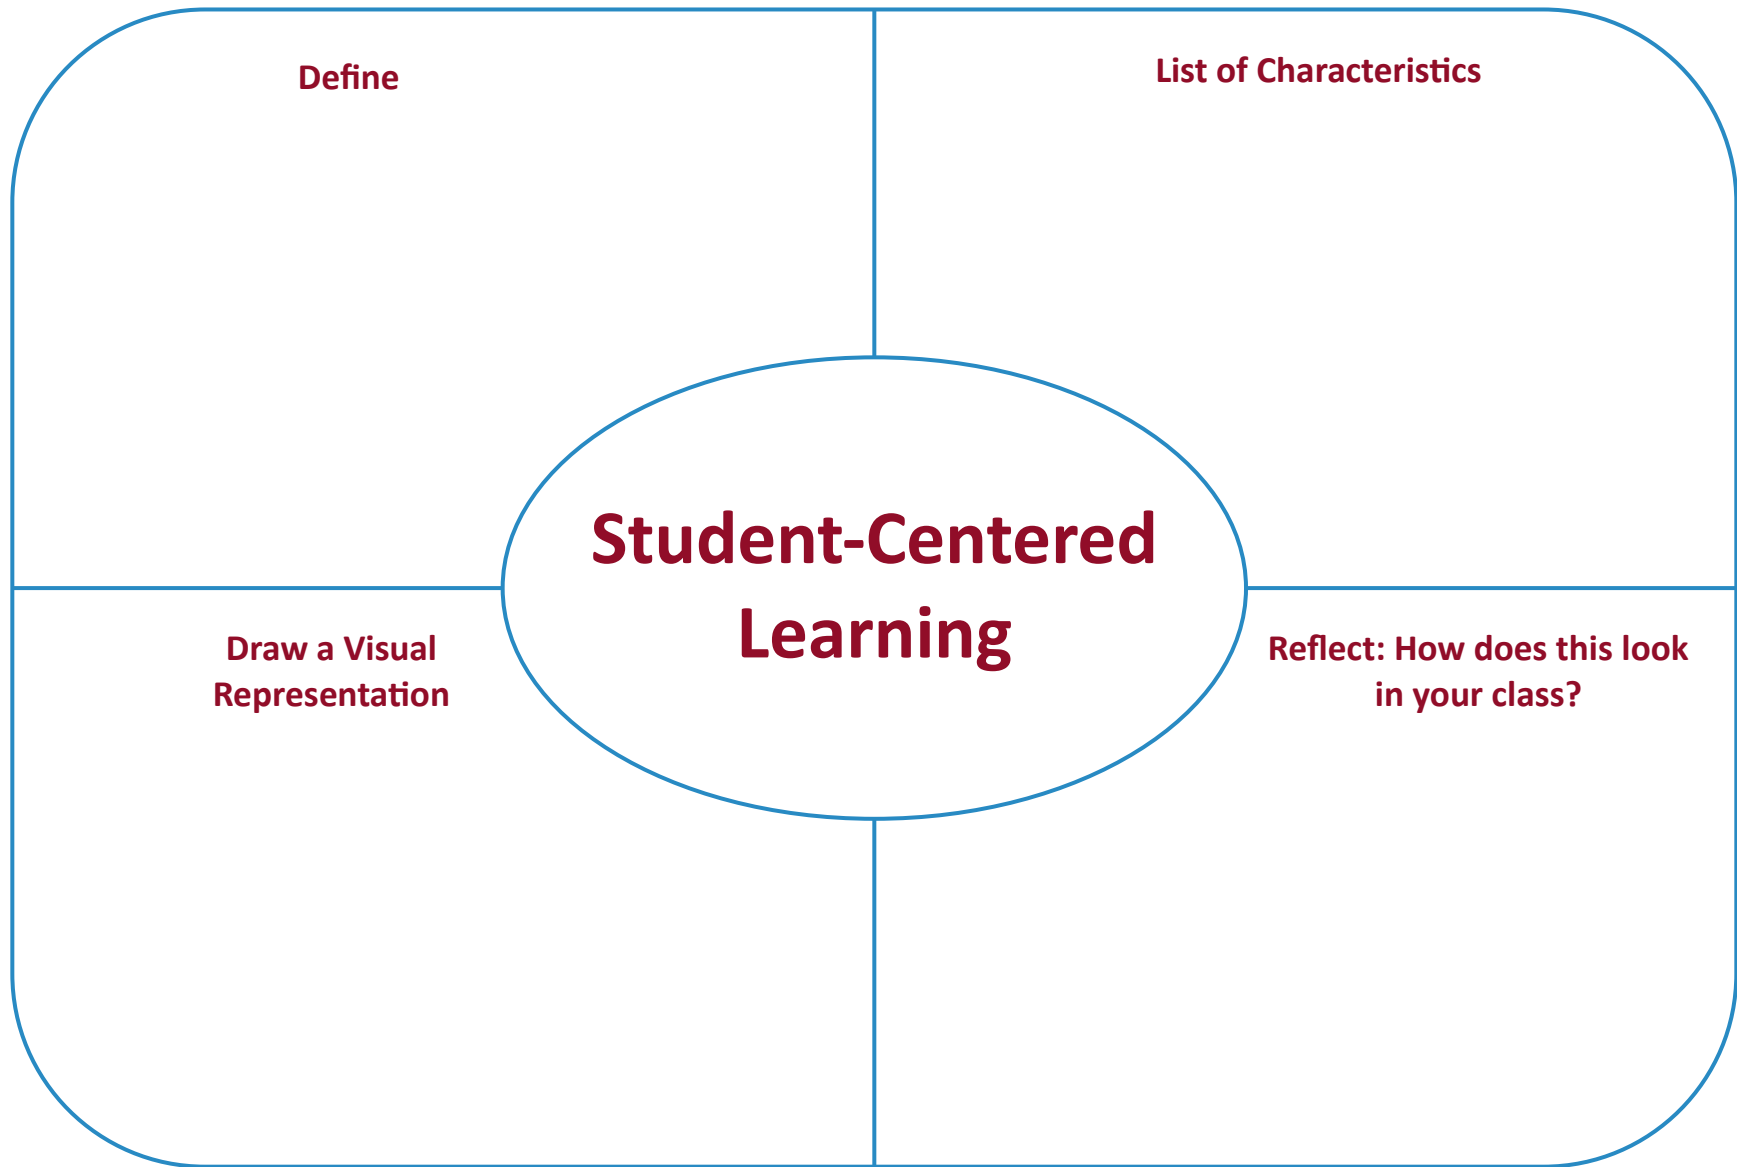 Define
List of Characteristics
Student-Centered
Learning
Draw a Visual
Representation
Reflect: How does this look
in your class?